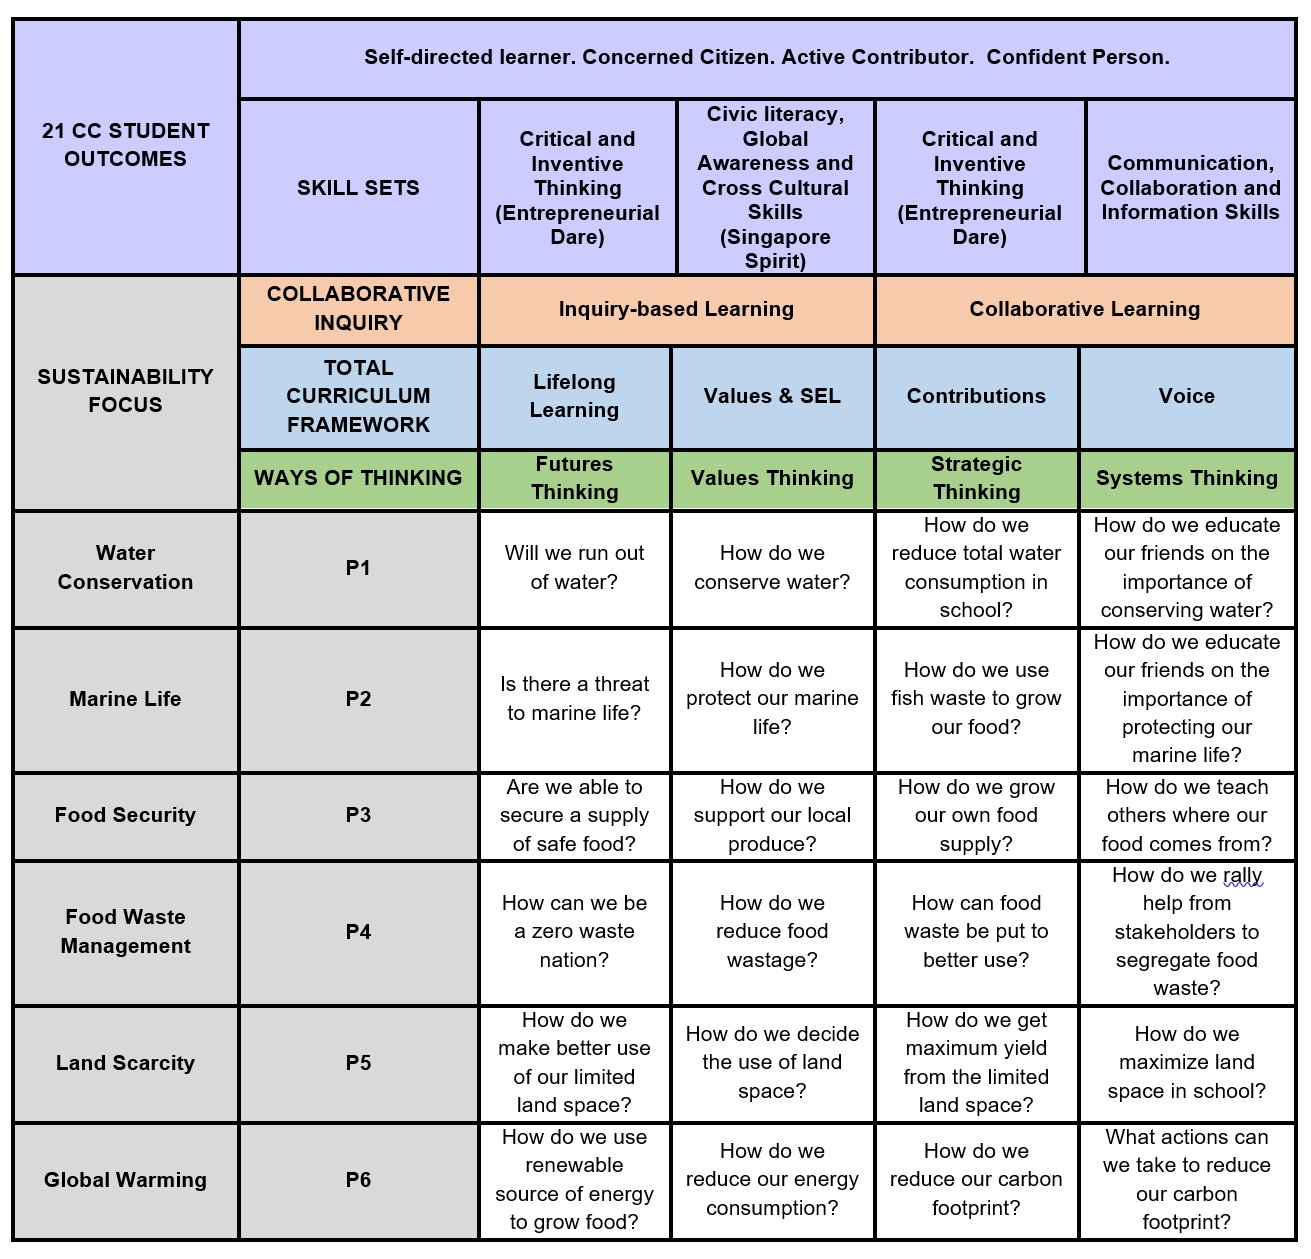 Self-directed learner. Concerned Citizen. Active Contributor.  Confident Person.
21 CC STUDENT
OUTCOMES
SKILL SETS
Critical and
Inventive
Thinking
(Entrepreneurial
Dare)
Civic literacy,
Global
Awareness and
Cross Cultural
Skills
(Singapore
Spirit)
Critical and
Inventive
Thinking
(Entrepreneurial
Dare)
Communication,
Collaboration and
Information Skills
SUSTAINABILITY
FOCUS
COLLABORATIVE
INQUIRY
Inquiry-based Learning
Collaborative Learning
TOTAL
CURRICULUM
FRAMEWORK
Lifelong
Learning
Values & SEL
Contributions
Voice
WAYS OF THINKING
Futures
Thinking
Values Thinking
Strategic
Thinking
Systems Thinking
Water
Conservation
P1
Will we run out
of water?
How do we
conserve water?
How do we
reduce total water
consumption in
school?
How do we educate
our friends on the
importance of
conserving water?
Marine Life
P2
Is there a threat
to marine life?
How do we
protect our marine
life?
How do we use
fish waste to grow
our food?
How do we educate
our friends on the
importance of
protecting our
marine life?
Food Security
P3
Are we able to
secure a supply
of safe food?
How do we
support our local
produce?
How do we grow
our own food
supply?
How do we teach
others where our
food comes from?
Food Waste
Management
P4
How can we be
a zero waste
nation?
How do we
reduce food
wastage?
How can food
waste be put to
better use?
How do we rally
help from
stakeholders to
segregate food
waste?
Land Scarcity
P5
How do we
make better use
of our limited
land space?
How do we decide
the use of land
space?
How do we get
maximum yield
from the limited
land space?
How do we
maximize land
space in school?
Global Warming
P6
How do we use
renewable
source of energy
to grow food?
How do we
reduce our energy
consumption?
How do we
reduce our carbon
footprint?
What actions can
we take to reduce
our carbon
footprint?